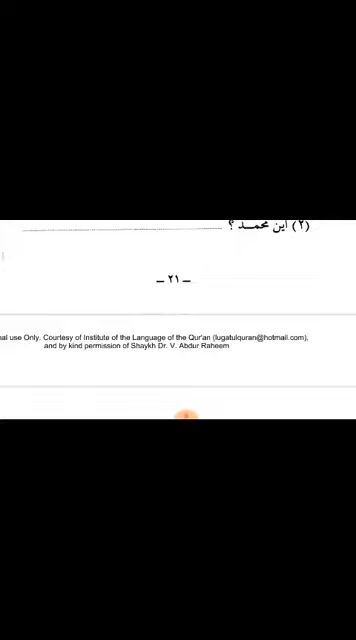 (٢) أين محمد ؟
– ٢١ –
nal use Only. Courtesy of Institute of the Language of the Qur'an (lugatulquran@hotmail.com),
and by kind permission of Shaykh Dr. V. Abdur Raheem